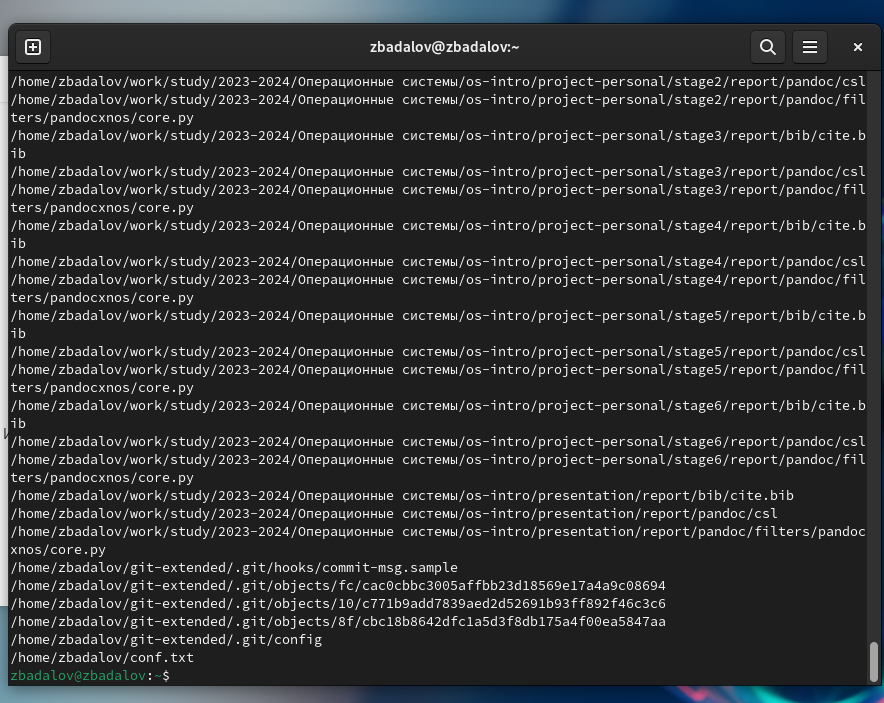 zbadalov@zbadalov:~
/home/zbadalov/work/study/2023-2024/Операционные системы/os-intro/project-personal/stage2/report/pandoc/csl
/home/zbadalov/work/study/2023-2024/Операционные системы/os-intro/project-personal/stage2/report/pandoc/fil
ters/pandocxnos/core.py
/home/zbadalov/work/study/2023-2024/Операционные системы/os-intro/project-personal/stage3/report/bib/cite.b
ib
/home/zbadalov/work/study/2023-2024/Операционные системы/os-intro/project-personal/stage3/report/pandoc/csl
/home/zbadalov/work/study/2023-2024/Операционные системы/os-intro/project-personal/stage3/report/pandoc/fil
ters/pandocxnos/core.py
/home/zbadalov/work/study/2023-2024/Операционные системы/os-intro/project-personal/stage4/report/bib/cite.b
ib
/home/zbadalov/work/study/2023-2024/Операционные системы/os-intro/project-personal/stage4/report/pandoc/csl
/home/zbadalov/work/study/2023-2024/Операционные системы/os-intro/project-personal/stage4/report/pandoc/fil
ters/pandocxnos/core.py
/home/zbadalov/work/study/2023-2024/Операционные системы/os-intro/project-personal/stage5/report/bib/cite.b
ib
/home/zbadalov/work/study/2023-2024/Операционные системы/os-intro/project-personal/stage5/report/pandoc/csl
/home/zbadalov/work/study/2023-2024/Операционные системы/os-intro/project-personal/stage5/report/pandoc/fil
ters/pandocxnos/core.py
/home/zbadalov/work/study/2023-2024/Операционные системы/os-intro/project-personal/stage6/report/bib/cite.b
ib
/home/zbadalov/work/study/2023-2024/Операционные системы/os-intro/project-personal/stage6/report/pandoc/csl
/home/zbadalov/work/study/2023-2024/Операционные системы/os-intro/project-personal/stage6/report/pandoc/fil
ters/pandocxnos/core.py
/home/zbadalov/work/study/2023-2024/Операционные системы/os-intro/presentation/report/bib/cite.bib
/home/zbadalov/work/study/2023-2024/Операционные системы/os-intro/presentation/report/pandoc/csl
/home/zbadalov/work/study/2023-2024/Операционные системы/os-intro/presentation/report/pandoc/filters/pandoc
xnos/core.py
/home/zbadalov/git-extended/.git/hooks/commit-msg.sample
/home/zbadalov/git-extended/.git/objects/fc/cac0cbbc3005affbb23d18569e17a4a9c08694
/home/zbadalov/git-extended/.git/objects/10/c771b9add7839aed2d52691b93ff892f46c3c6
/home/zbadalov/git-extended/.git/objects/8f/cbc18b8642dfc1a5d3f8db175a4f00ea5847aa
/home/zbadalov/git-extended/.git/config
/home/zbadalov/conf.txt
zbadalov@zbadalov:~$